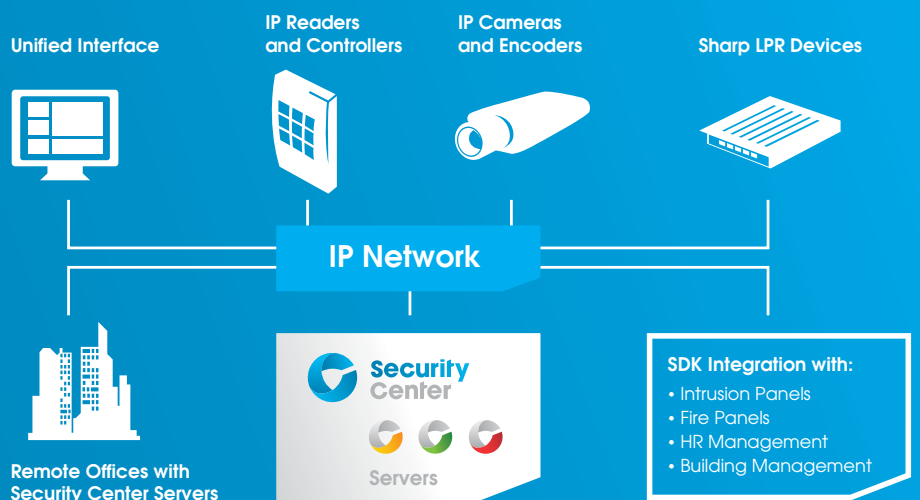 Unified Interface
IP Readers
and Controllers
IP Cameras
and Encoders
Sharp LPR Devices
IP Network
Remote Offices with
Security Center Servers
Security
Center
Servers
SDK Integration with:
• Intrusion Panels
• Fire Panels
• HR Management
• Building Management